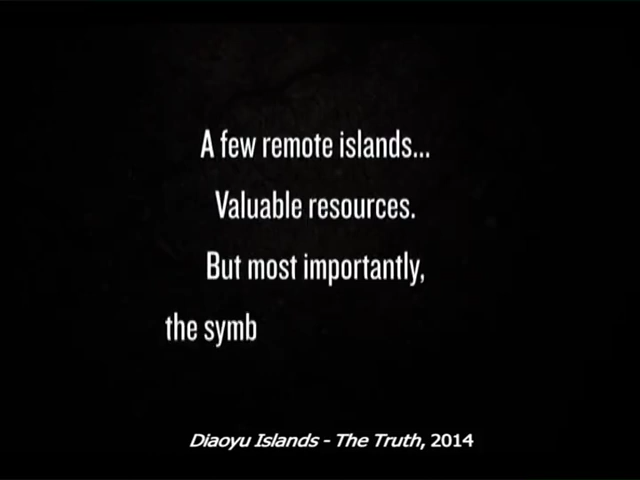 A few remote islands...
Valuable resources.
But most importantly,
the symb
Diaoyu Islands - The Truth, 2014